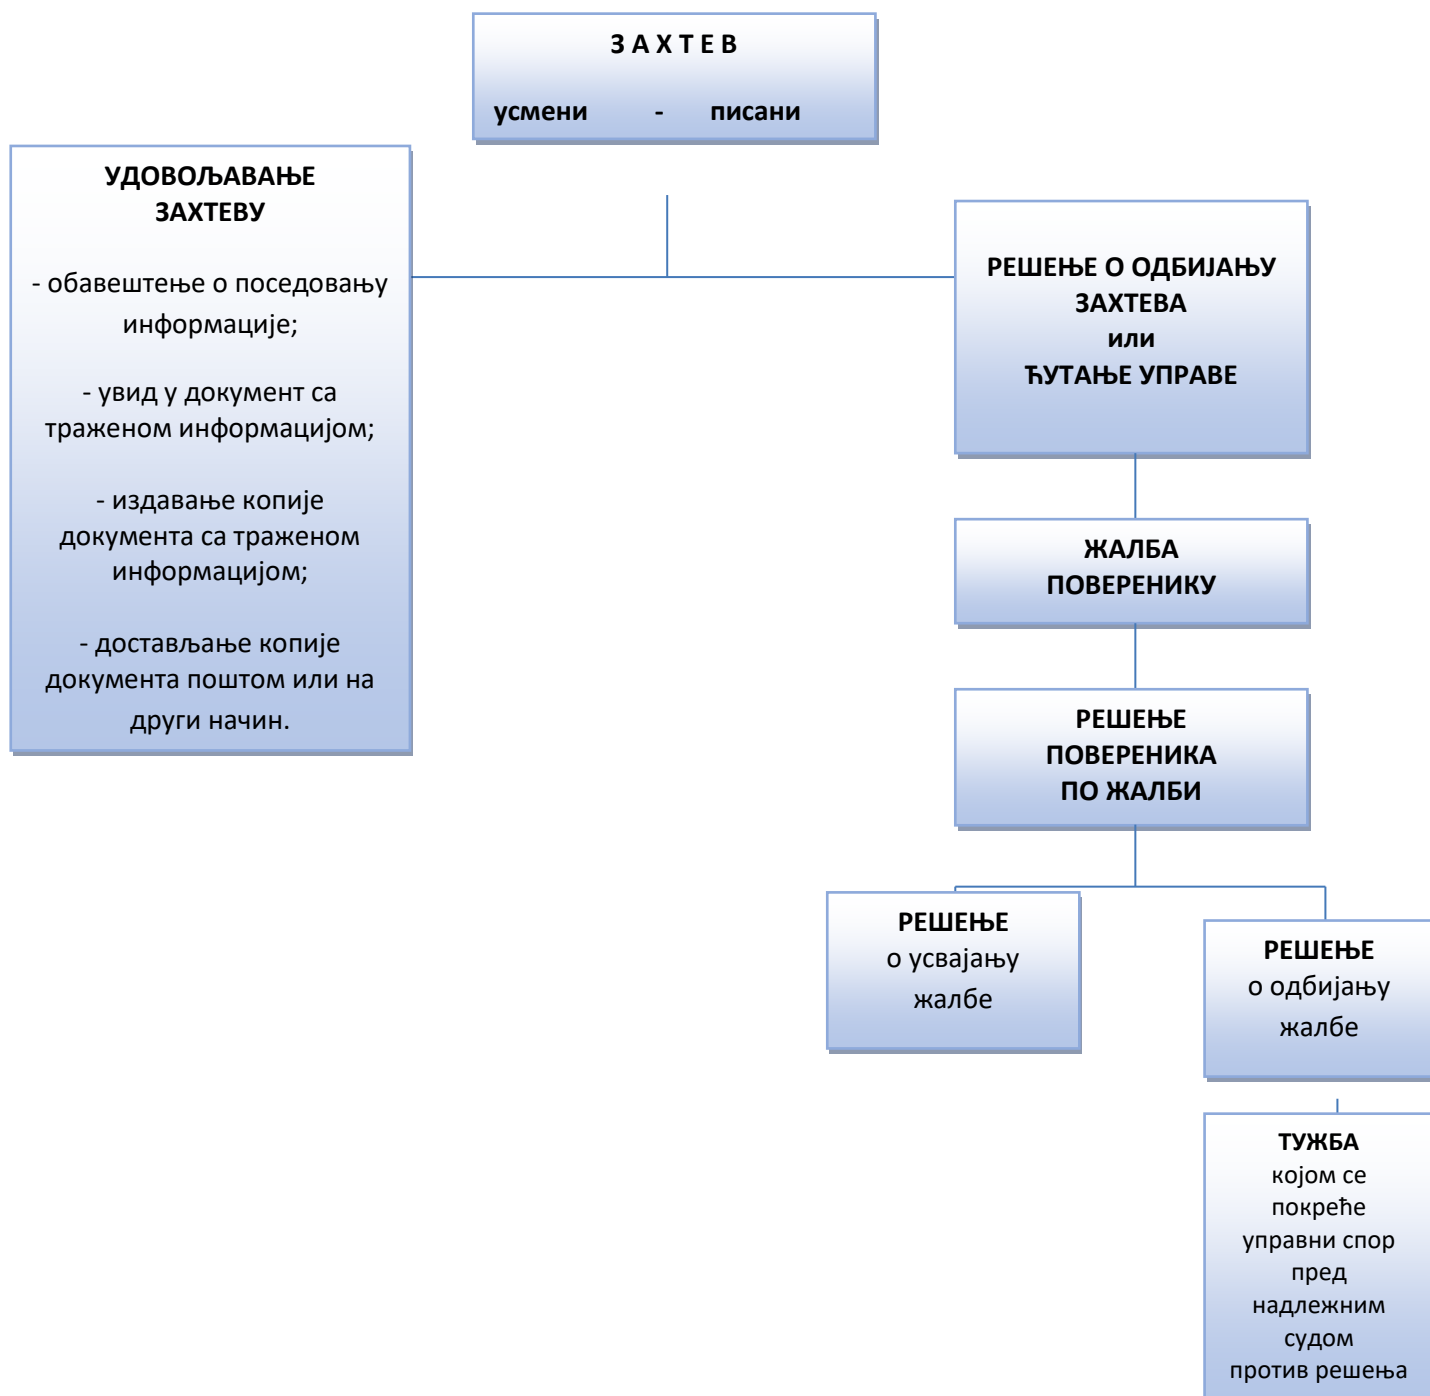 З А Х Т Е В
усмени - писани
УДОВОЉАВАЊЕ
ЗАХТЕВУ
- обавештење о поседовању
информације;
- увид у документ са
траженом информацијом;
- издавање копије
документа са траженом
информацијом;
- достављање копије
документа поштом или на
други начин.
РЕШЕЊЕ О ОДБИЈАЊУ
ЗАХТЕВА
или
ЋУТАЊЕ УПРАВЕ
ЖАЛБА
ПОВЕРЕНИКУ
РЕШЕЊЕ
ПОВЕРЕНИКА
ПО ЖАЛБИ
РЕШЕЊЕ
о усвајању
жалбе
РЕШЕЊЕ
о одбијању
жалбе
ТУЖБА
којом се
покреће
управни спор
пред
надлежним
судом
против решења